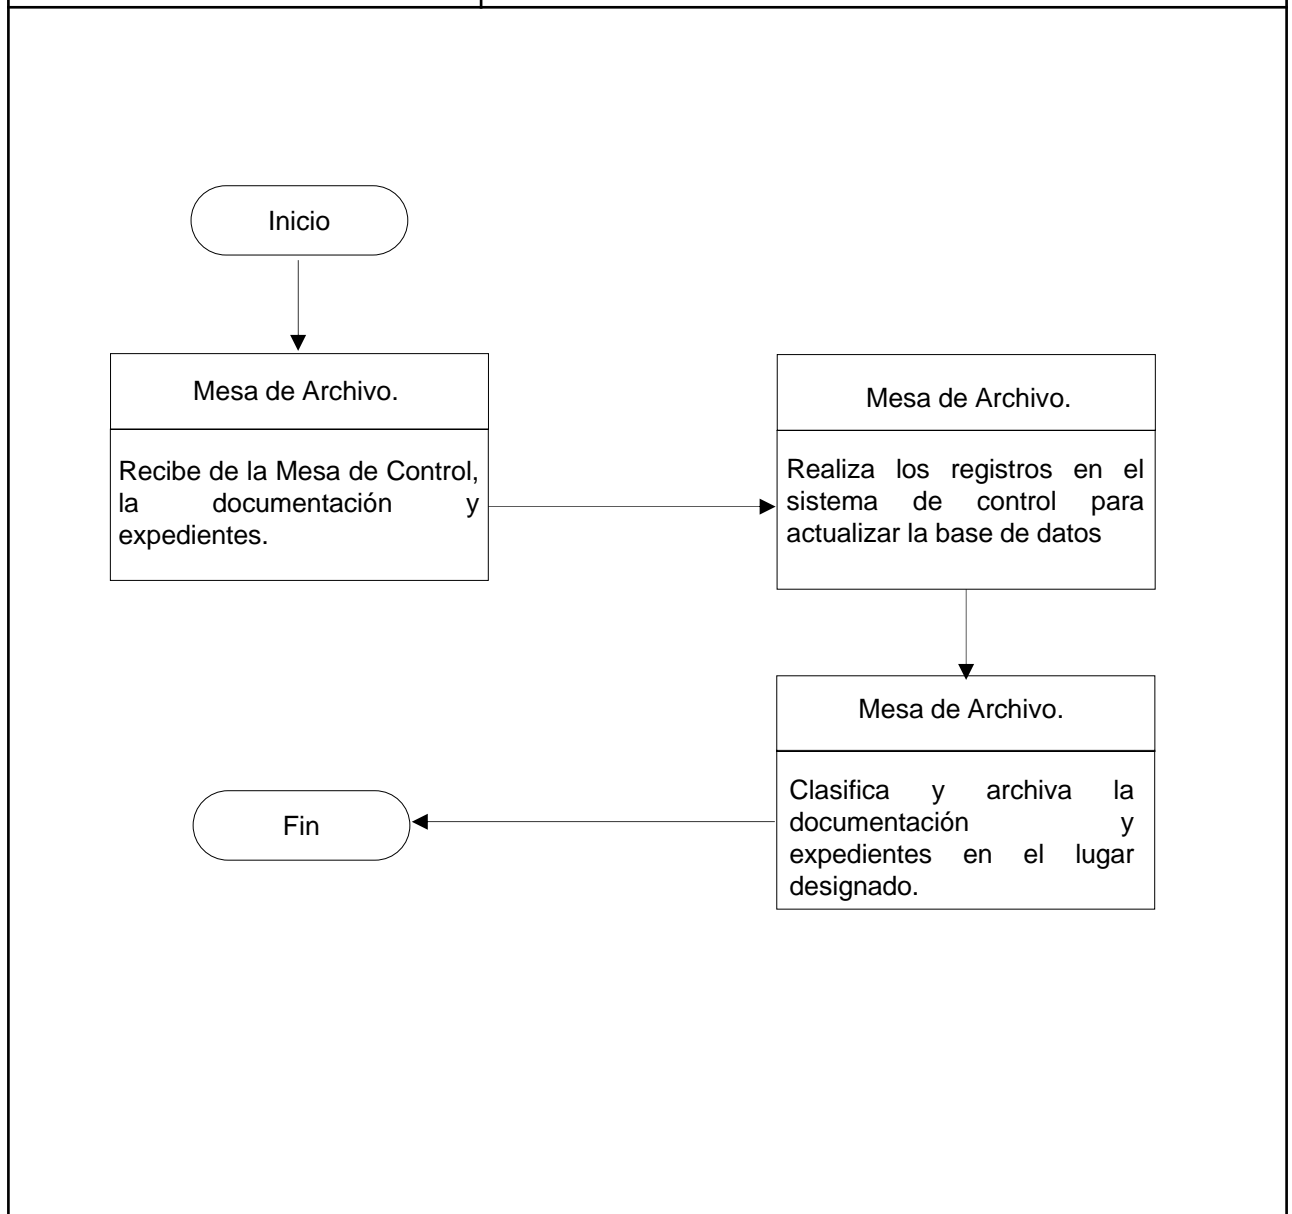 Inicio
Mesa de Archivo.
Recibe de la Mesa de Control,
la documentación y
expedientes.
Mesa de Archivo.
Realiza los registros en el
sistema de control para
actualizar la base de datos
Mesa de Archivo.
Clasifica y archiva la
documentación y
expedientes en el lugar
designado.
Fin